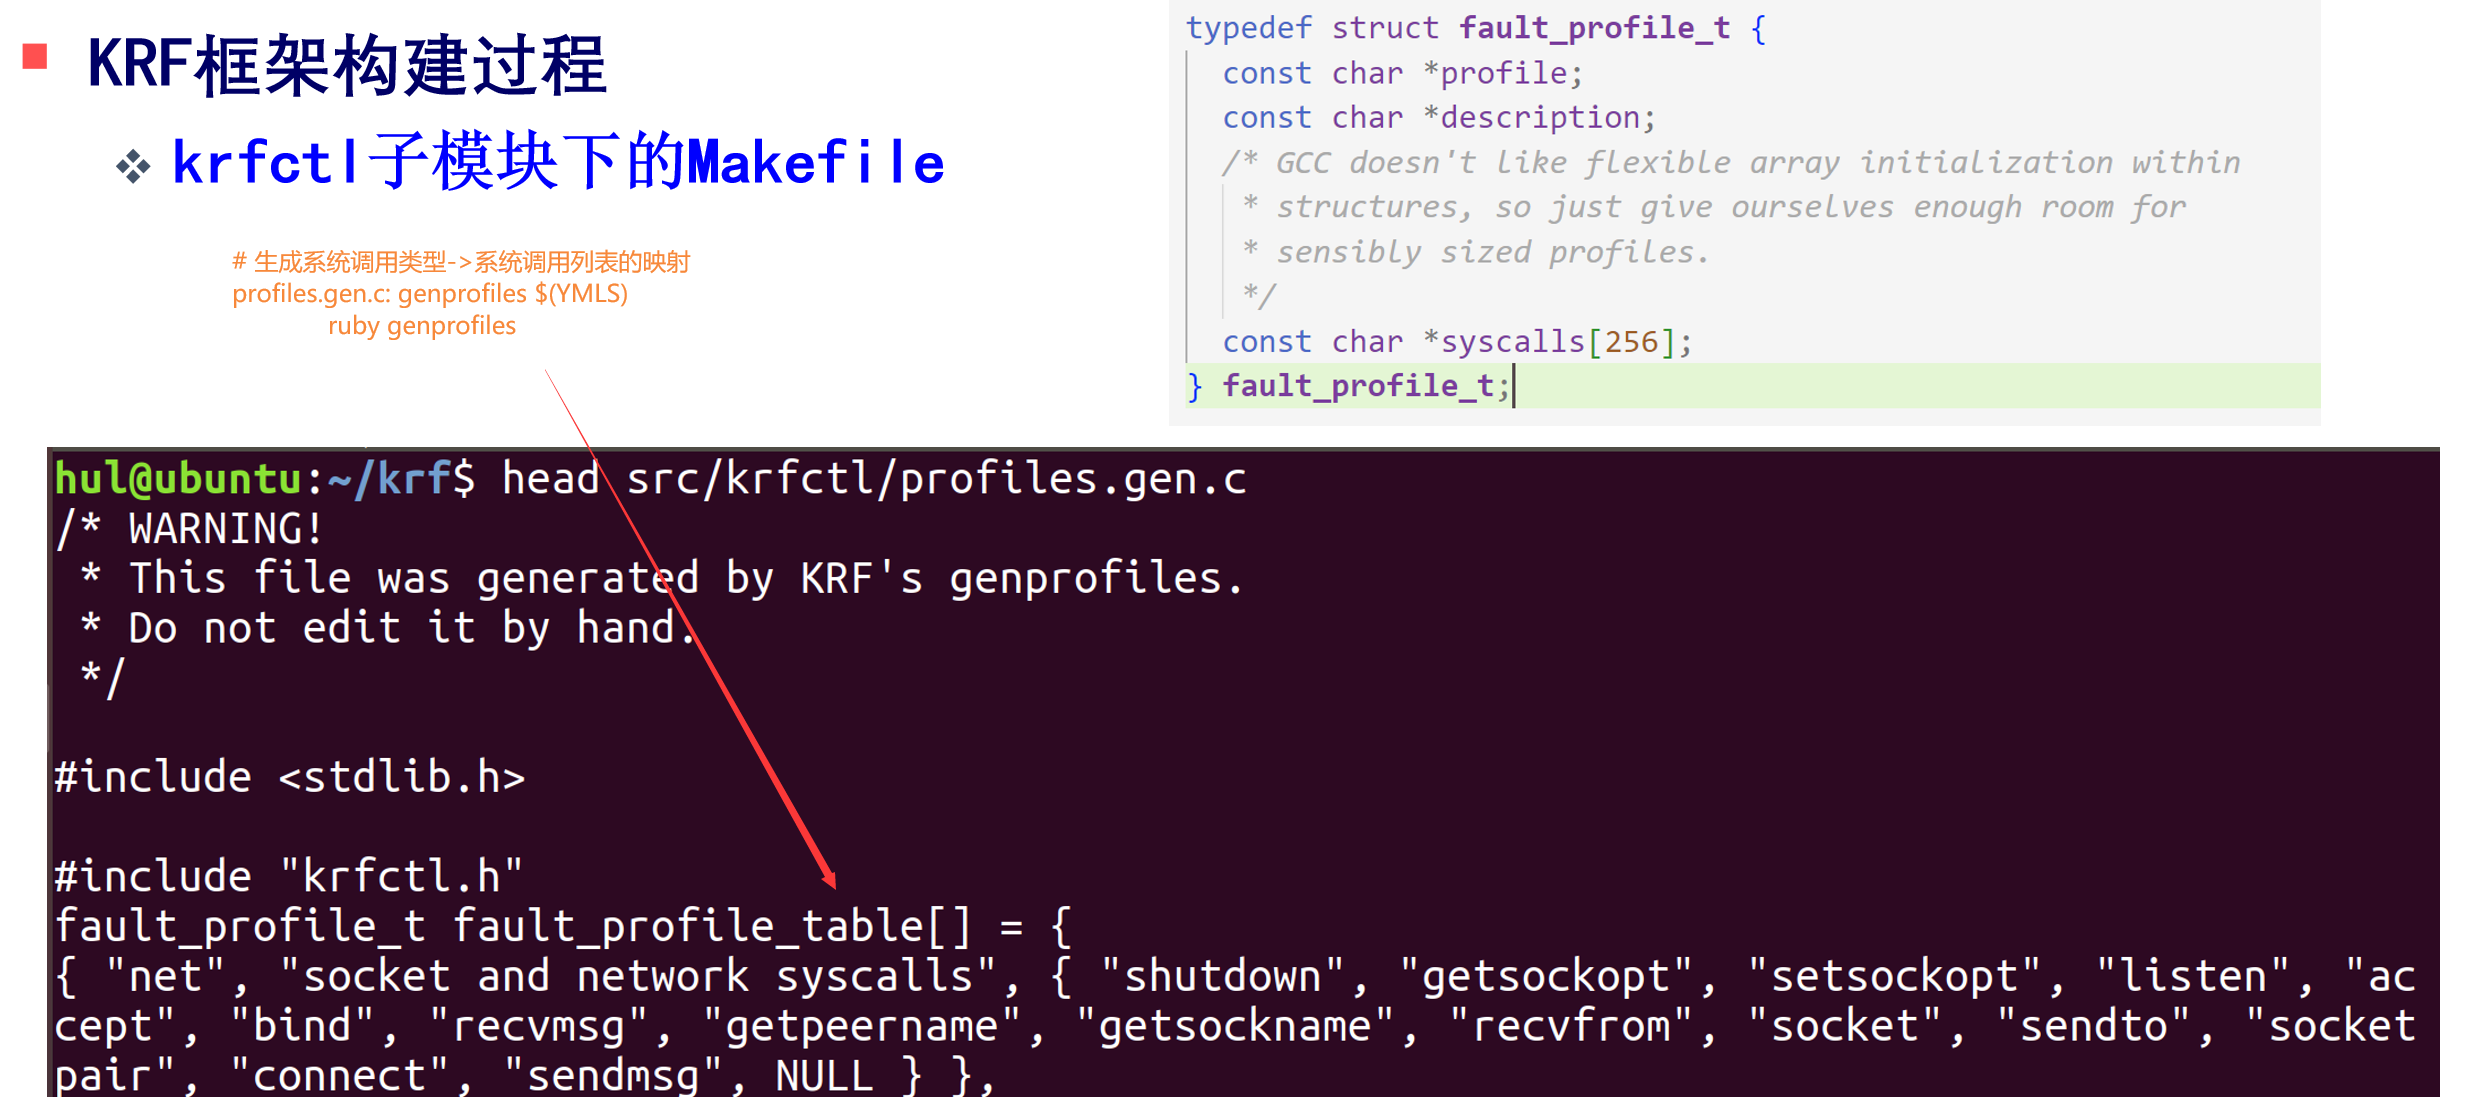 KRF框架构建过程
krfctl子模块下的Makefile
# 生成系统调用类型->系统调用列表的映射
profiles.gen.c: genprofiles $(YMLS)
ruby genprofiles
typedef struct fault_profile_t {
const char *profile;
const char *description;
/* GCC doesn't like flexible array initialization within
* structures, so just give ourselves enough room for
* sensibly sized profiles.
*/
const char *syscalls[256];
} fault_profile_t;
hul@ubuntu:~/krf$ head src/krfctl/profiles.gen.c
/* WARNING!
* This file was generated by KRF's genprofiles.
* Do not edit it by hand.
*/
#include <stdlib.h>
#include "krfctl.h"
fault_profile_t fault_profile_table[] = {
{ "net", "socket and network syscalls", { "shutdown", "getsockopt", "setsockopt", "listen", "ac
cept", "bind", "recvmsg", "getpeername", "getsockname", "recvfrom", "socket", "sendto", "socket
pair", "connect", "sendmsg", NULL } },